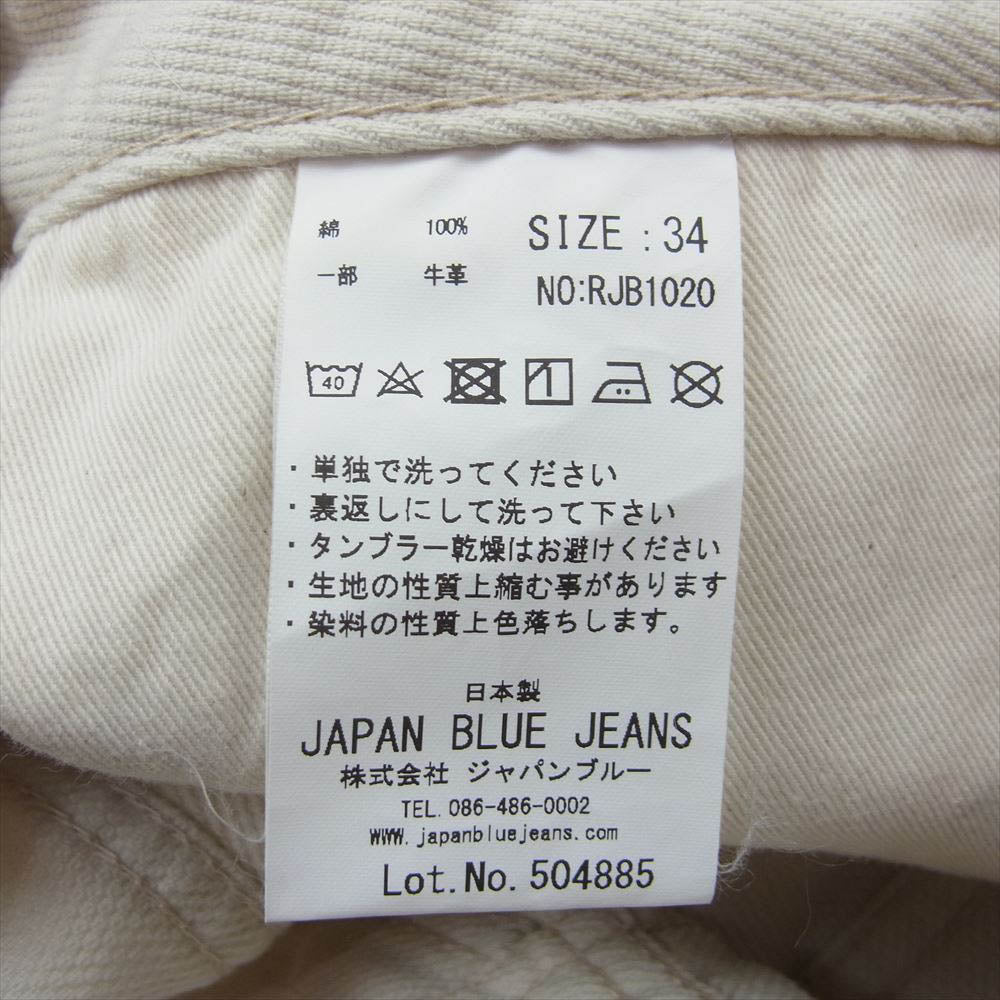 綿 100% SIZE : 34
一部 牛革 NO:RJB1020
40
・単独で洗ってください
・裏返しにして洗って下さい
・タンブラー乾燥はお避けください
・生地の性質上縮む事があります
・染料の性質上色落ちします。
日本製
JAPAN BLUE JEANS
株式会社 ジャパンブルー
TEL. 086-486-0002
www. japanbluejeans. com
Lot.No. 504885